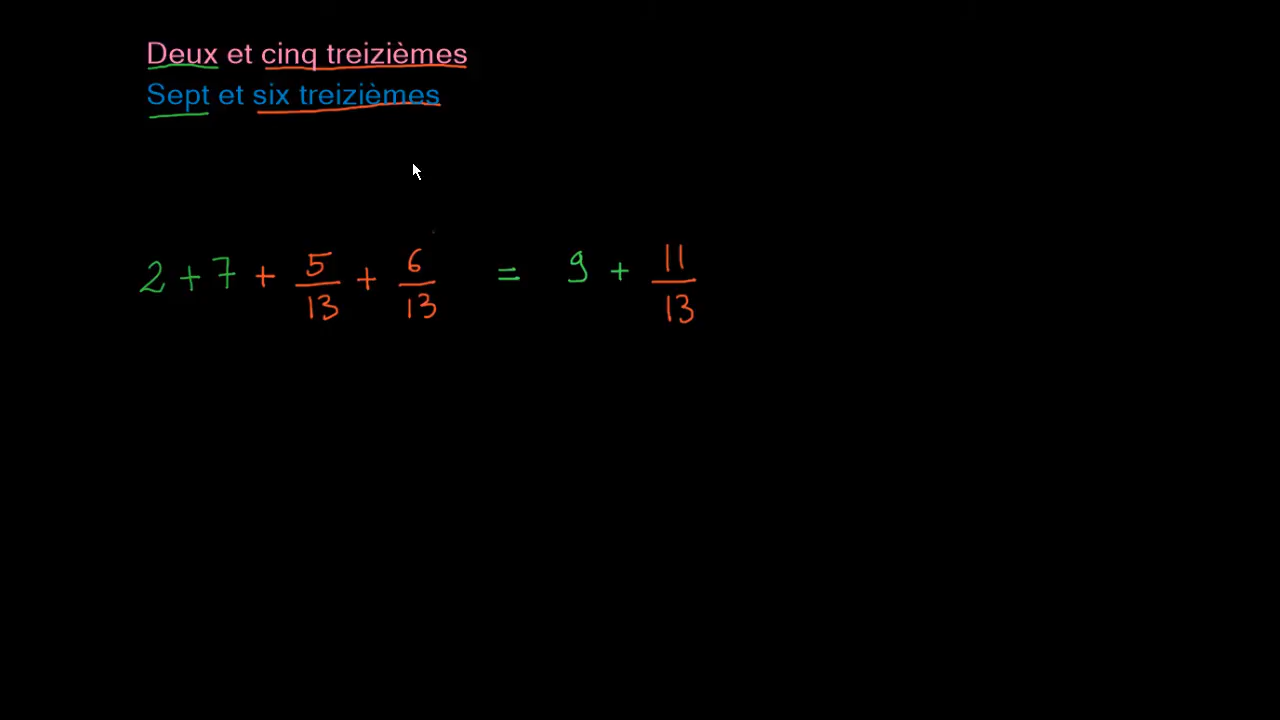 Deux et cinq treizièmes
Sept et six treizièmes
2 + 7 + 5/13 + 6/13 = 9 + 11/13